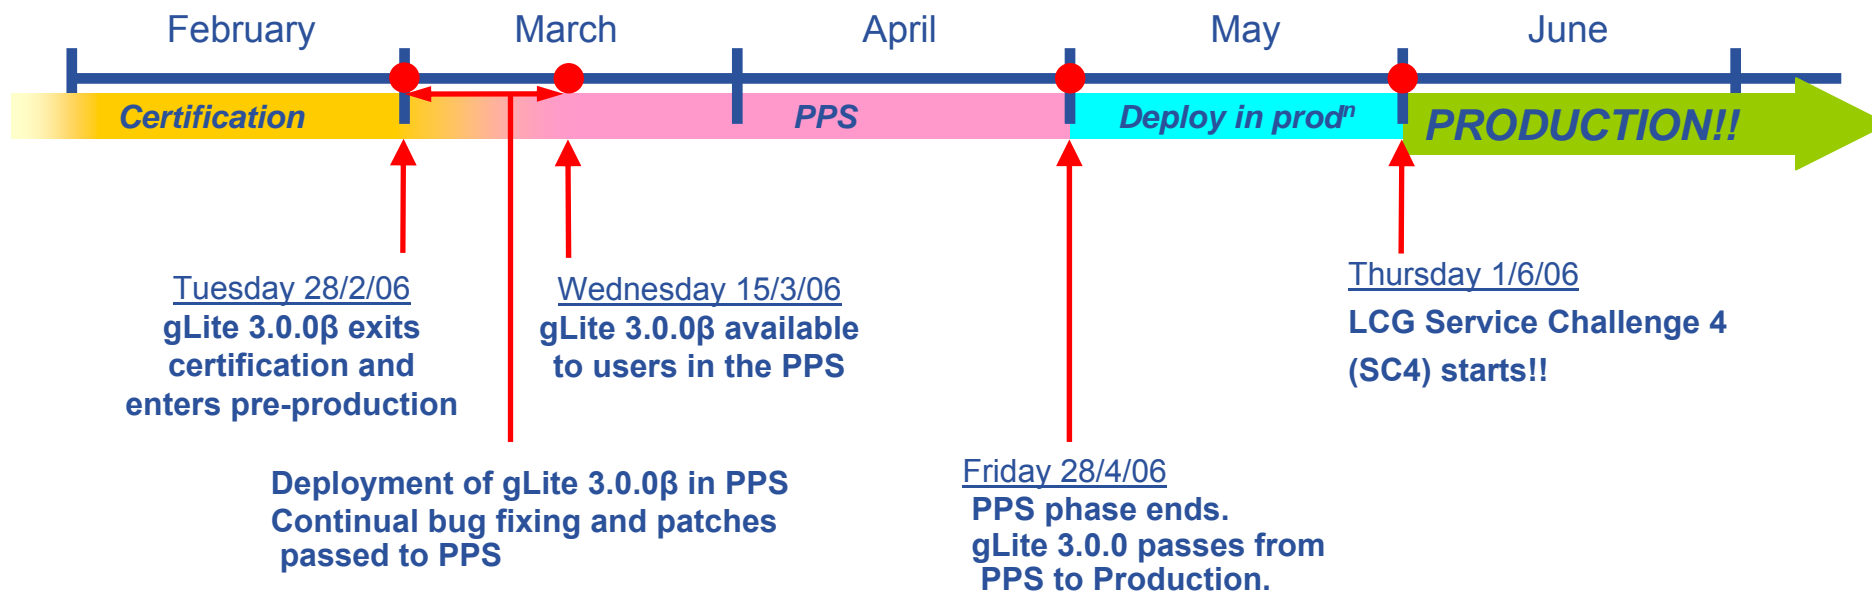 February
March
April
May
June
Certification
PPS
Deploy in prodn
PRODUCTION!!
Tuesday 28/2/06
gLite 3.0.0β exits
certification and
enters pre-production
Wednesday 15/3/06
gLite 3.0.0β available
to users in the PPS
Thursday 1/6/06
LCG Service Challenge 4
(SC4) starts!!
Deployment of gLite 3.0.0β in PPS
Continual bug fixing and patches
passed to PPS
Friday 28/4/06
PPS phase ends.
gLite 3.0.0 passes from
PPS to Production.